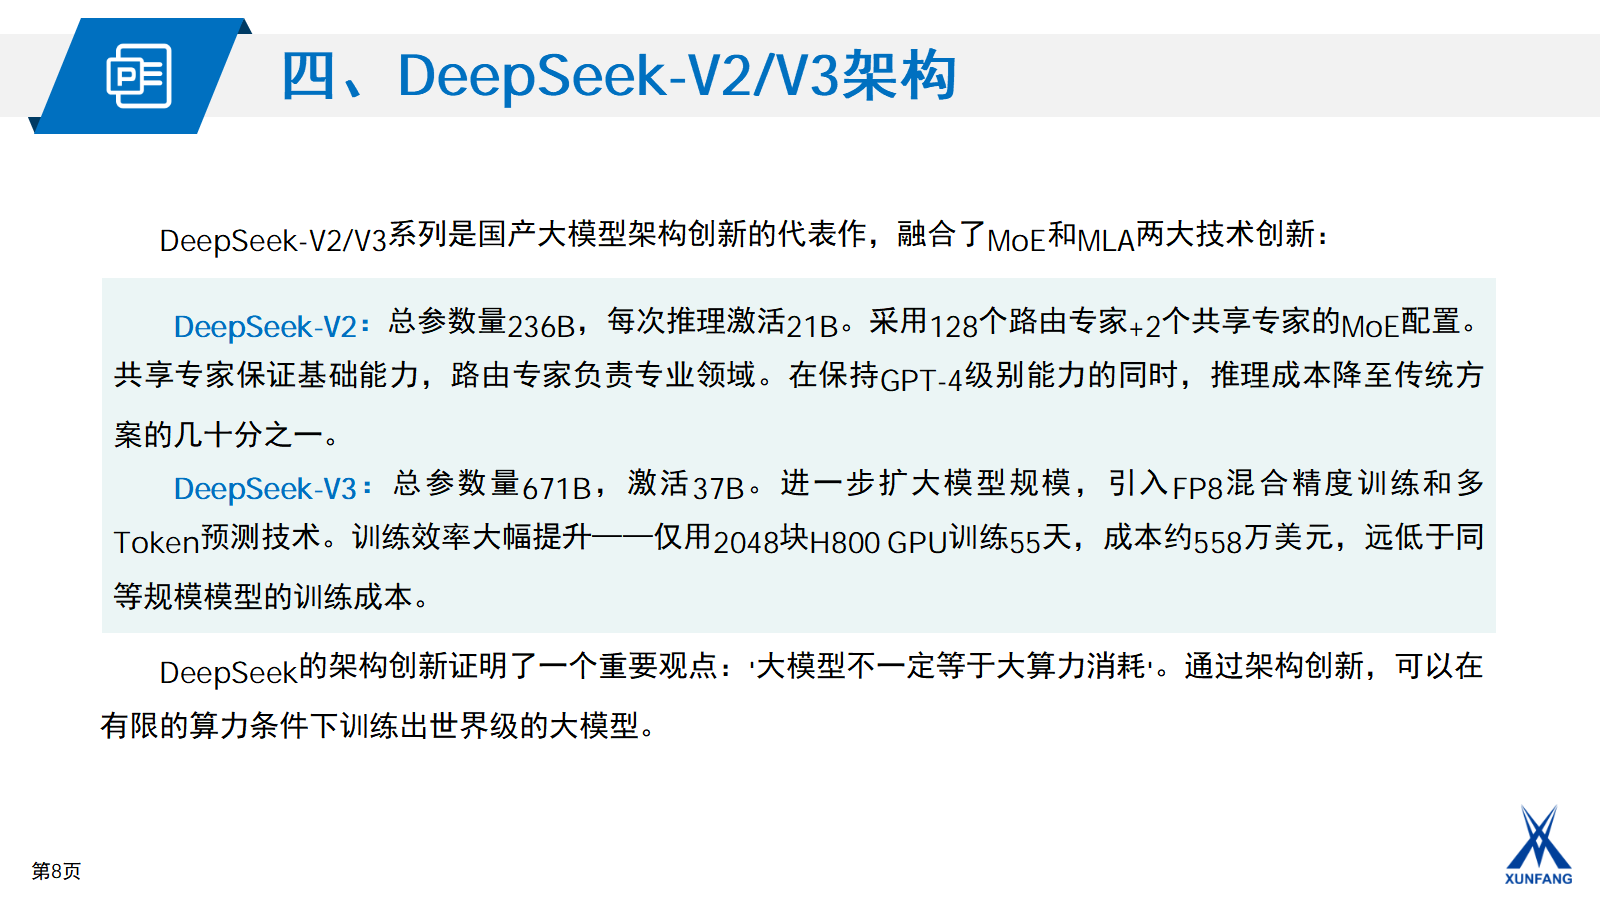 四、DeepSeek-V2/V3架构
DeepSeek-V2/V3系列是国产大模型架构创新的代表作，融合了MoE和MLA两大技术创新：
DeepSeek-V2：总参数量236B，每次推理激活21B。采用128个路由专家+2个共享专家的MoE配置。
共享专家保证基础能力，路由专家负责专业领域。在保持GPT-4级别能力的同时，推理成本降至传统方
案的几十分之一。
DeepSeek-V3：总参数量671B，激活37B。进一步扩大模型规模，引入FP8混合精度训练和多
Token预测技术。训练效率大幅提升——仅用2048块H800 GPU训练55天，成本约558万美元，远低于同
等规模模型的训练成本。
DeepSeek的架构创新证明了一个重要观点：'大模型不一定等于大算力消耗'。通过架构创新，可以在
有限的算力条件下训练出世界级的大模型。
第8页
XUNFANG